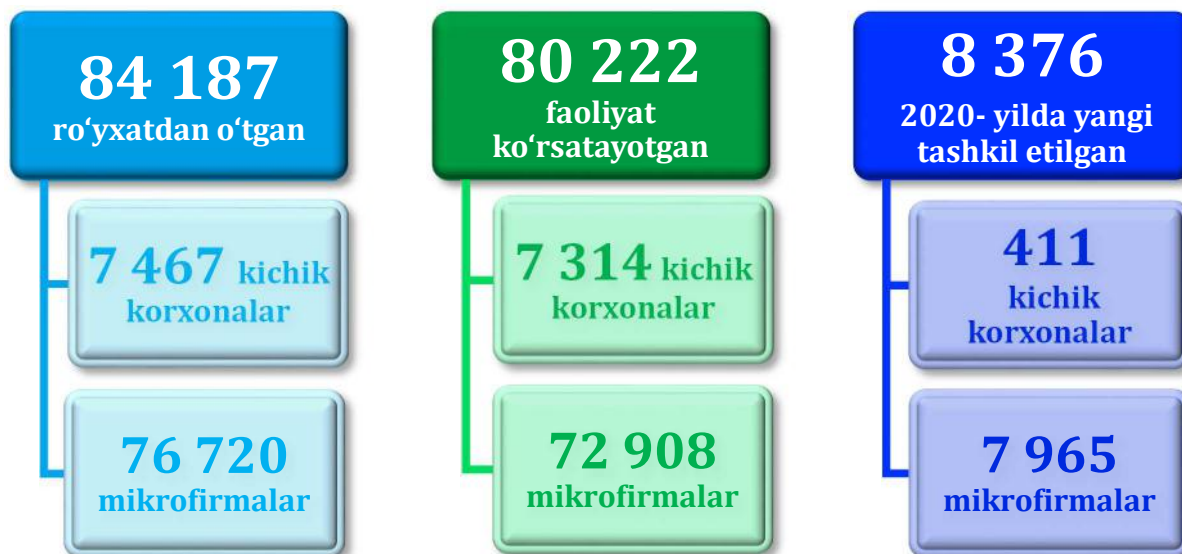 84 187
ro‘yxatdan o‘tgan
7 467 kichik
korxonalar
76 720
mikrofirmalar
80 222
faoliyat
ko‘rsatayotgan
7 314 kichik
korxonalar
72 908
mikrofirmalar
8 376
2020- yilda yangi
tashkil etilgan
411
kichik
korxonalar
7 965
mikrofirmalar